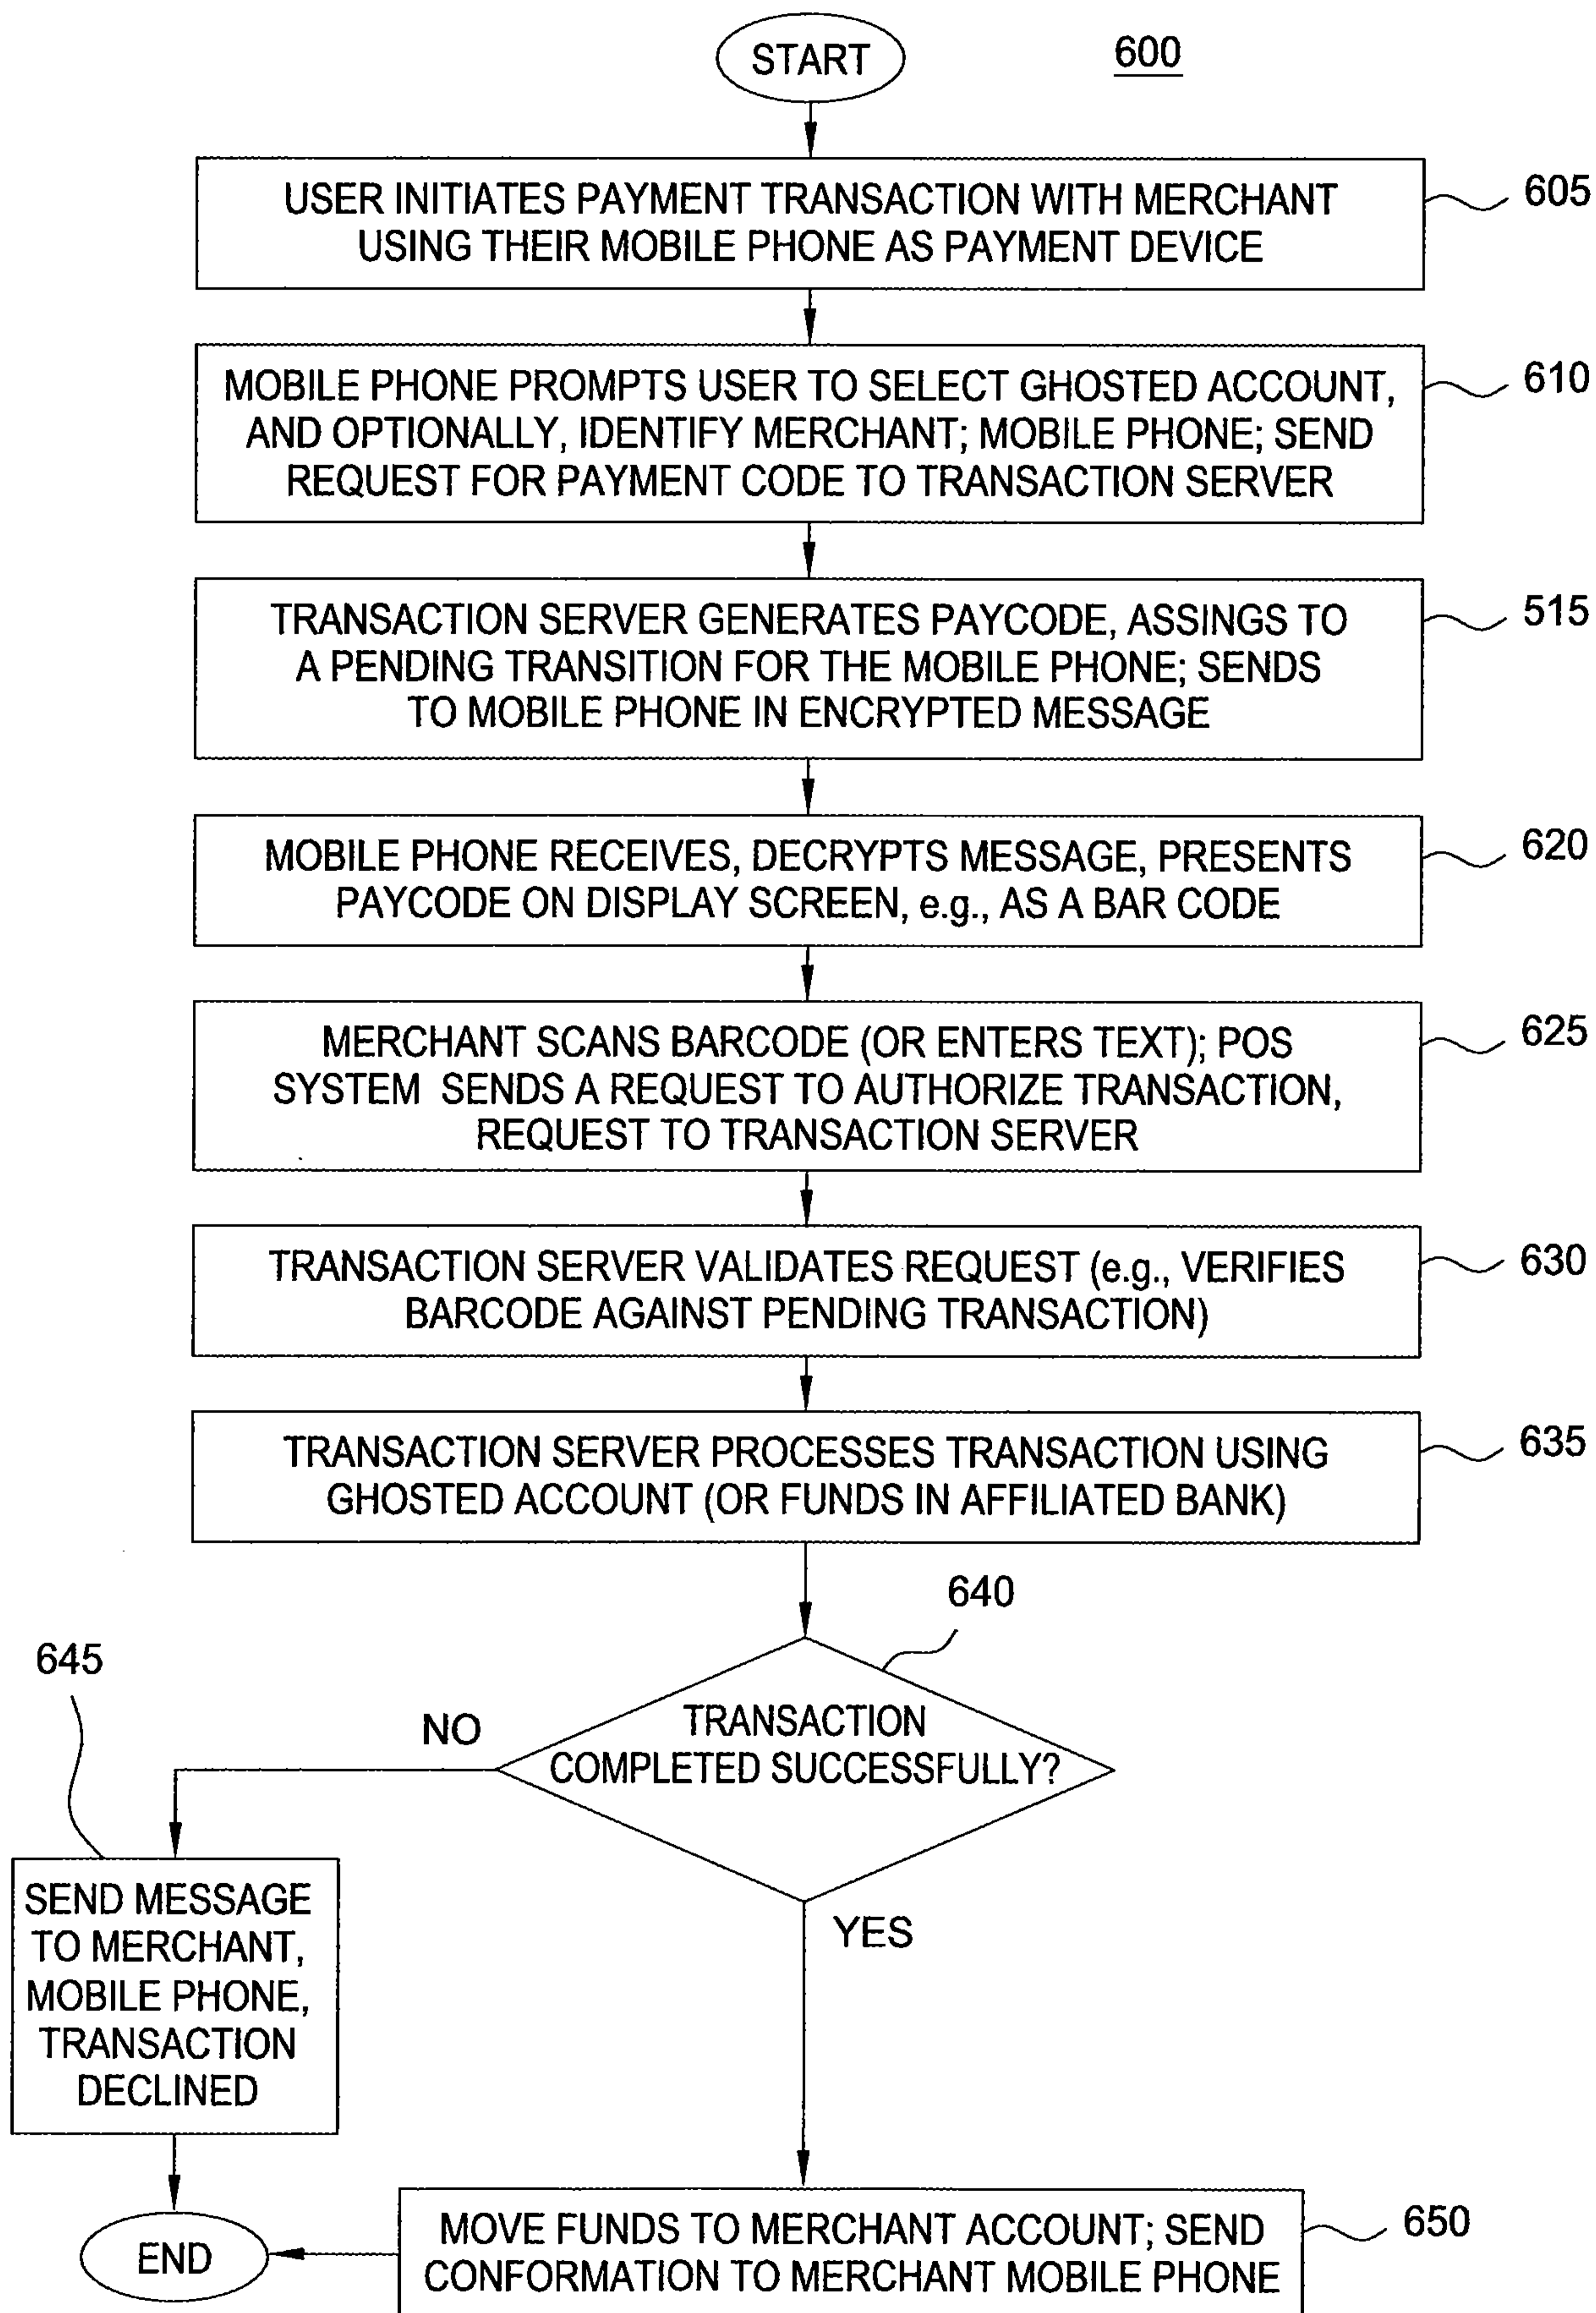 START
600
USER INITIATES PAYMENT TRANSACTION WITH MERCHANT
USING THEIR MOBILE PHONE AS PAYMENT DEVICE
605
MOBILE PHONE PROMPTS USER TO SELECT GHOSTED ACCOUNT,
AND OPTIONALLY, IDENTIFY MERCHANT; MOBILE PHONE; SEND
REQUEST FOR PAYMENT CODE TO TRANSACTION SERVER
610
TRANSACTION SERVER GENERATES PAYCODE, ASSINGS TO
A PENDING TRANSITION FOR THE MOBILE PHONE; SENDS
TO MOBILE PHONE IN ENCRYPTED MESSAGE
515
MOBILE PHONE RECEIVES, DECRYPTS MESSAGE, PRESENTS
PAYCODE ON DISPLAY SCREEN, e.g., AS A BAR CODE
620
MERCHANT SCANS BARCODE (OR ENTERS TEXT); POS
SYSTEM SENDS A REQUEST TO AUTHORIZE TRANSACTION,
REQUEST TO TRANSACTION SERVER
625
TRANSACTION SERVER VALIDATES REQUEST (e.g., VERIFIES
BARCODE AGAINST PENDING TRANSACTION)
630
TRANSACTION SERVER PROCESSES TRANSACTION USING
GHOSTED ACCOUNT (OR FUNDS IN AFFILIATED BANK)
635
640
TRANSACTION
COMPLETED SUCCESSFULLY?
NO
645
SEND MESSAGE
TO MERCHANT,
MOBILE PHONE,
TRANSACTION
DECLINED
YES
MOVE FUNDS TO MERCHANT ACCOUNT; SEND
CONFORMATION TO MERCHANT MOBILE PHONE
650
END